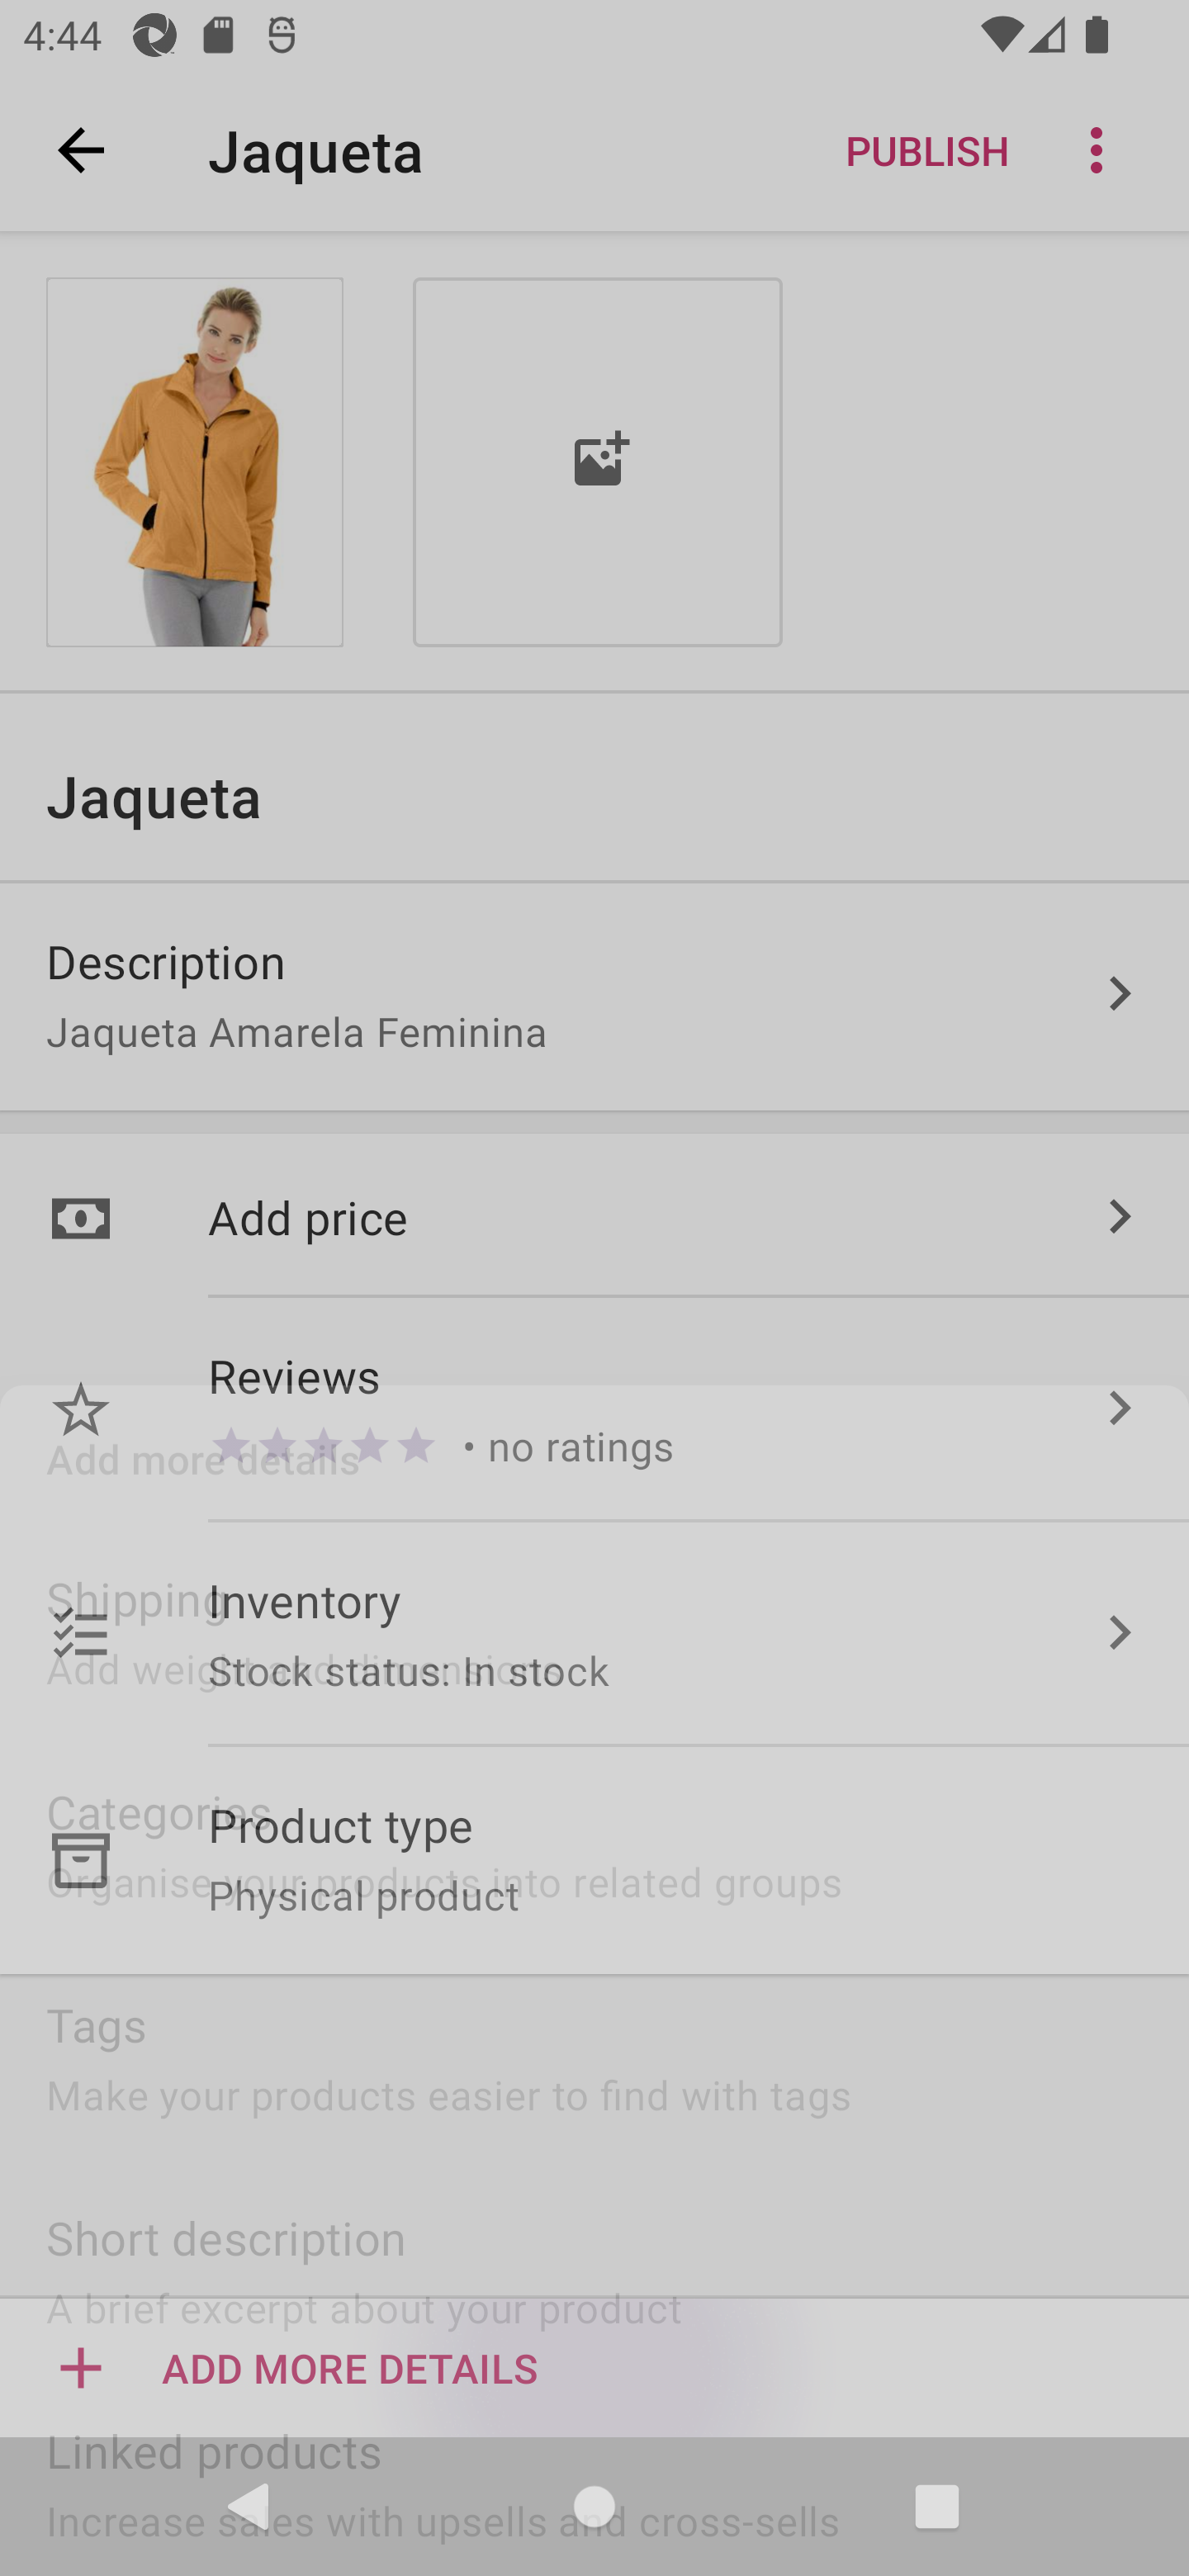 4:44
Jaqueta
PUBLISH
Jaqueta
Description
Jaqueta Amarela Feminina
Add price
Reviews
• no ratings
Add more details
Shipping
Inventory
Add weight and dimensions
Stock status: In stock
Categories
Product type
Organise your products into related groups
Physical product
Tags
Make your products easier to find with tags
Short description
A brief excerpt about your product
ADD MORE DETAILS
Linked products
Increase sales with upsells and cross-sells